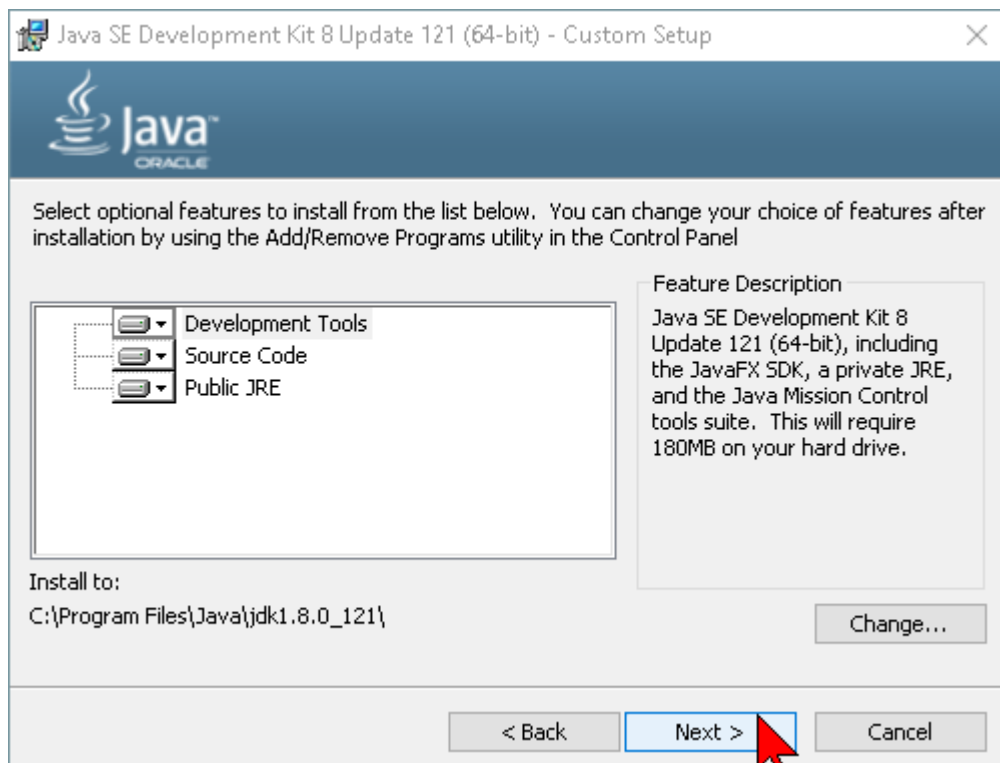 Java SE Development Kit 8 Update 121 (64-bit) - Custom Setup
Java™
ORACLE
Select optional features to install from the list below.  You can change your choice of features after
installation by using the Add/Remove Programs utility in the Control Panel
Development Tools
Source Code
Public JRE
Feature Description
Java SE Development Kit 8
Update 121 (64-bit), including
the JavaFX SDK, a private JRE,
and the Java Mission Control
tools suite.  This will require
180MB on your hard drive.
Install to:
C:\Program Files\Java\jdk1.8.0_121\
Change...
< Back
Next >
Cancel